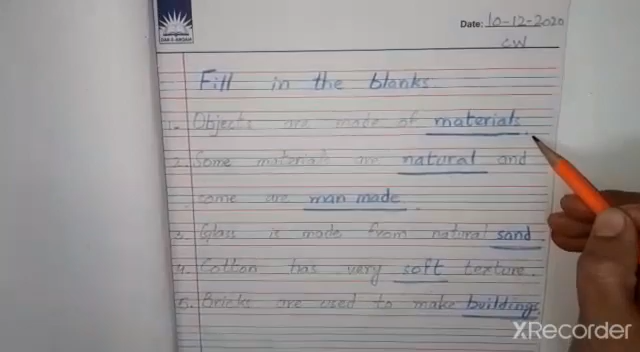 DAR-E-ARQAM
Date: 10-12-2020
CW
Fill in the blanks
1. Objects are made of materials.
2. Some materials are natural and
some are man made.
3. Glass is made from natural sand.
4. Cotton has very soft texture.
5. Bricks are used to make buildings.
XRecorder